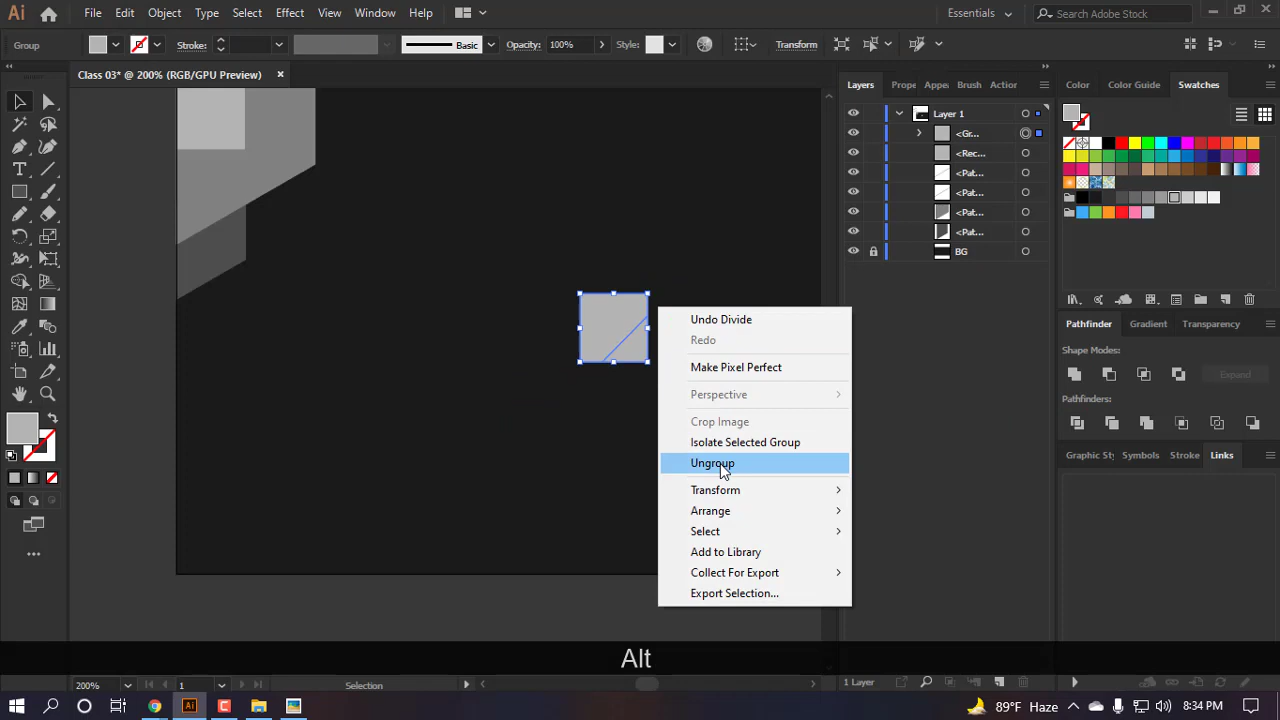 Ai File Edit Object Type Select Effect View Window Help Essentials Search Adobe Stock
Group Stroke: Basic Opacity: 100% Style: Transform
Class 03* @ 200% (RGB/GPU Preview)
Layers Prope Appe Brush Action
Color Color Guide Swatches
Layer 1
<Gr...
<Rec...
<Pat...
<Pat...
<Pat...
<Pat...
BG
Undo Divide
Redo
Make Pixel Perfect
Perspective
Crop Image
Isolate Selected Group
Ungroup
Transform
Arrange
Select
Add to Library
Collect For Export
Export Selection...
Pathfinder Gradient Transparency
Shape Modes:
Expand
Pathfinders:
Graphic Sty Symbols Stroke Links
Alt
200% 1 Selection
1 Layer
Ai 89°F Haze 8:34 PM